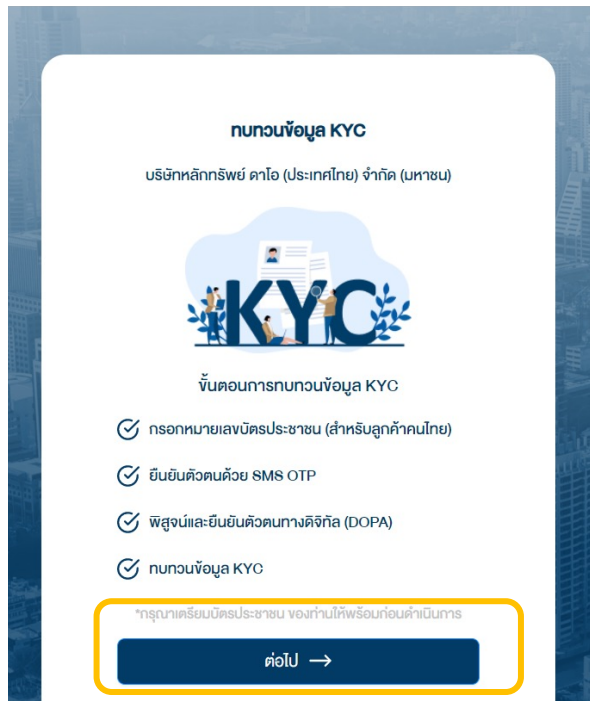 ทบทวนข้อมูล KYC
บริษัทหลักทรัพย์ ดาโอ (ประเทศไทย) จำกัด (มหาชน)
KYC
ขั้นตอนการทบทวนข้อมูล KYC
กรอกหมายเลขบัตรประชาชน (สำหรับลูกค้าคนไทย)
ยืนยันตัวตนด้วย SMS OTP
พิสูจน์และยืนยันตัวตนทางดิจิทัล (DOPA)
ทบทวนข้อมูล KYC
*กรุณาเตรียมบัตรประชาชน ของท่านให้พร้อมก่อนดำเนินการ
ต่อไป →